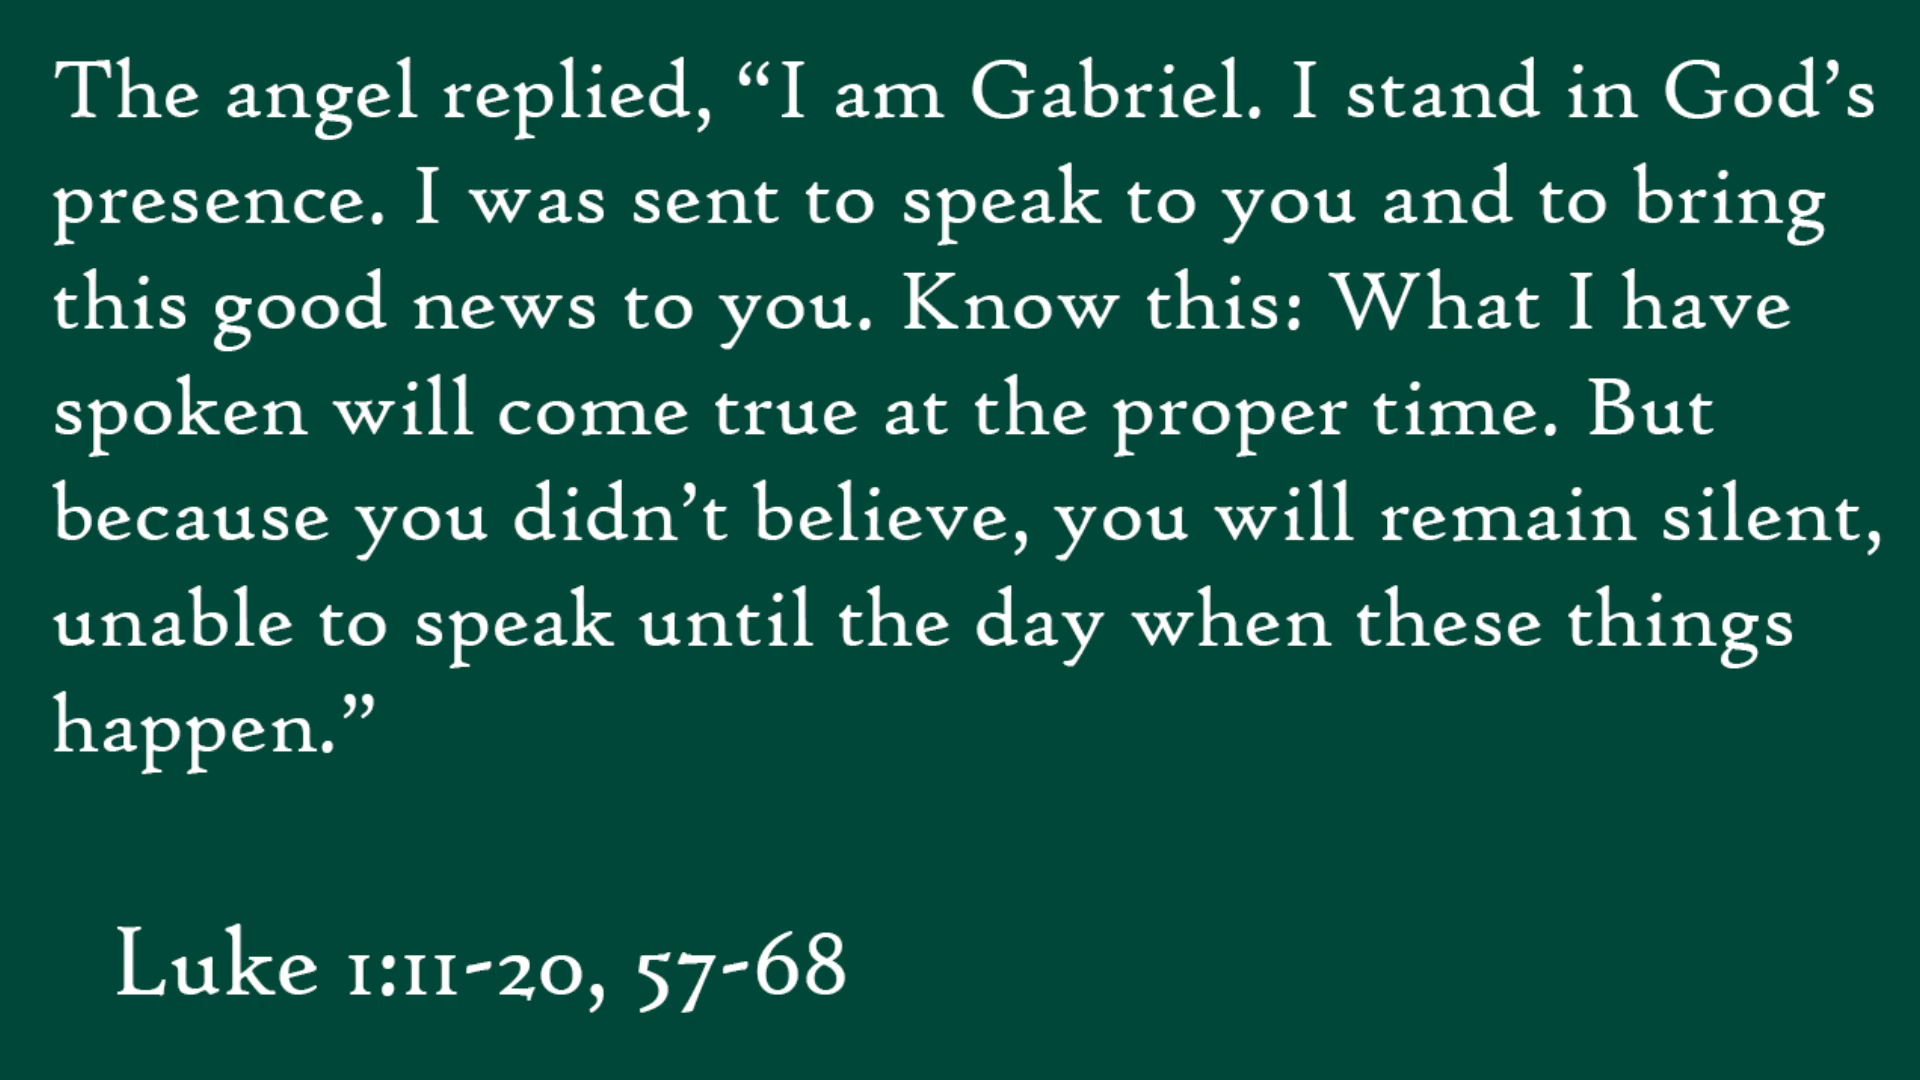 The angel replied, “I am Gabriel. I stand in God’s
presence. I was sent to speak to you and to bring
this good news to you. Know this: What I have
spoken will come true at the proper time. But
because you didn’t believe, you will remain silent,
unable to speak until the day when these things
happen.”
Luke 1:11-20, 57-68